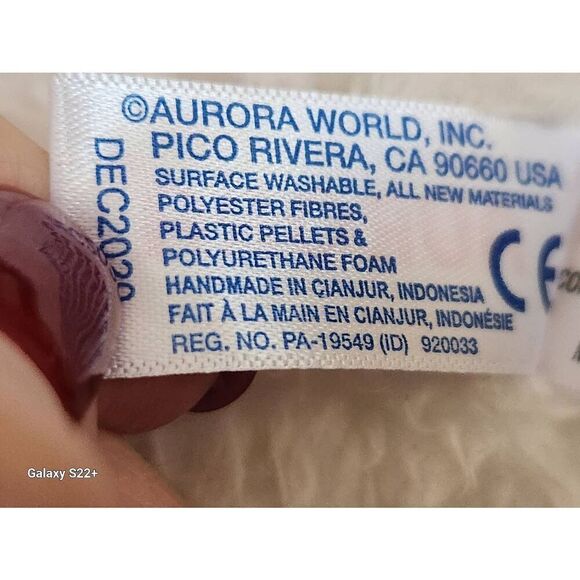 ©AURORA WORLD, INC.
PICO RIVERA, CA 90660 USA
SURFACE WASHABLE, ALL NEW MATERIALS
POLYESTER FIBRES,
PLASTIC PELLETS &
POLYURETHANE FOAM
HANDMADE IN CIANJUR, INDONESIA
FAIT À LA MAIN EN CIANJUR, INDONÉSIE
REG. NO. PA-19549 (ID) 920033
CE
Galaxy S22+